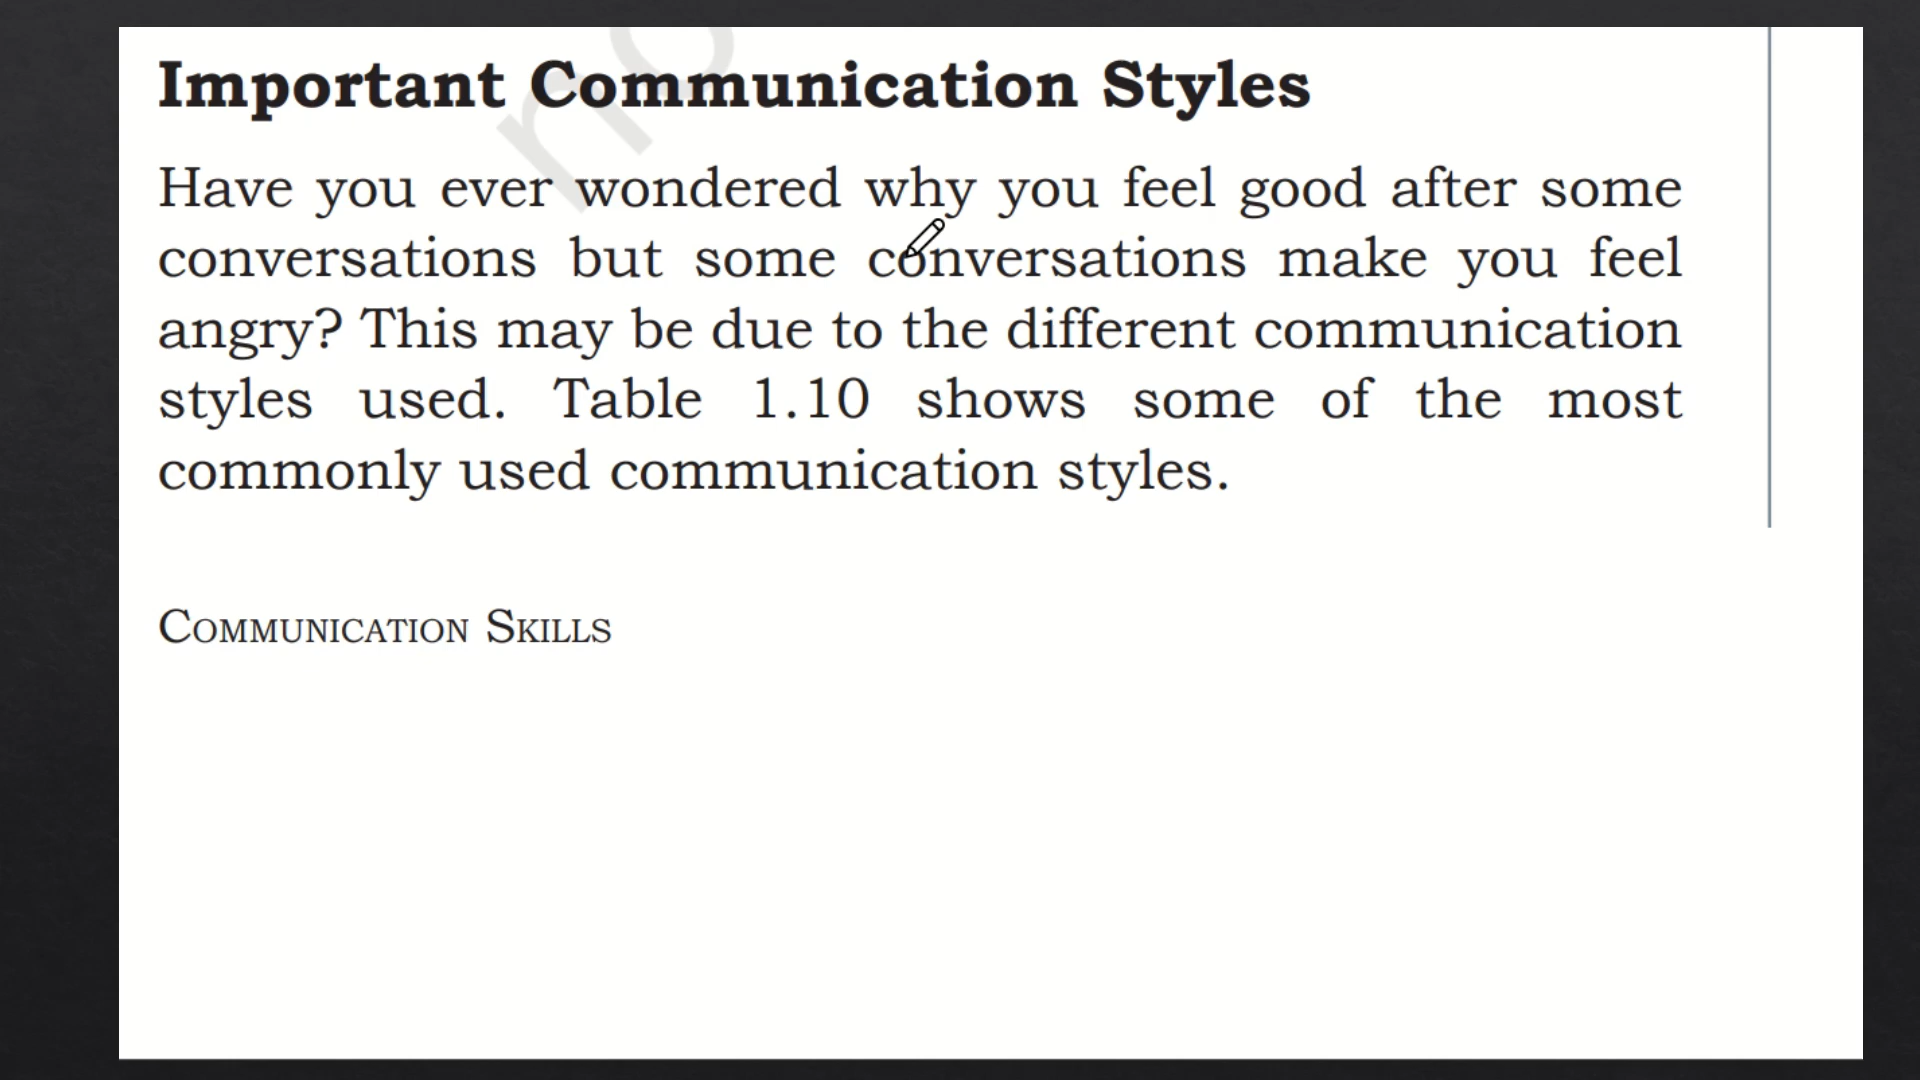 Important Communication Styles
Have you ever wondered why you feel good after some
conversations but some conversations make you feel
angry? This may be due to the different communication
styles used. Table 1.10 shows some of the most
commonly used communication styles.
COMMUNICATION SKILLS
no